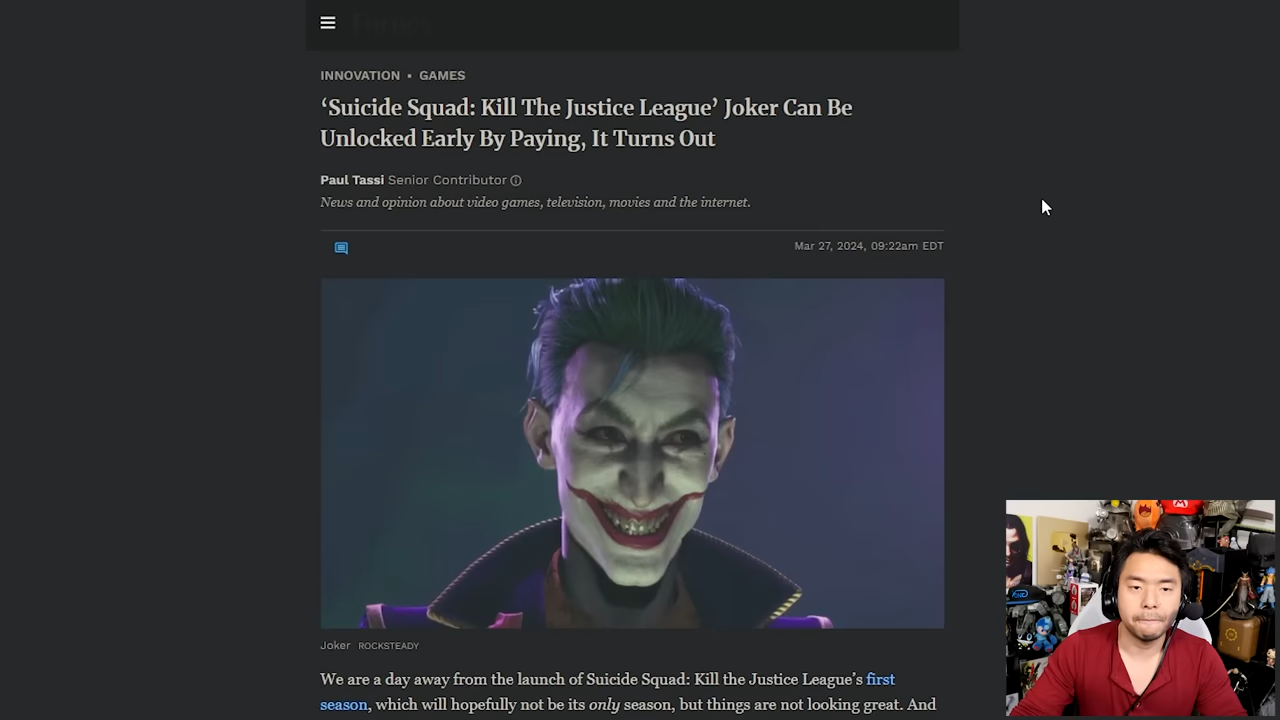 INNOVATION • GAMES
‘Suicide Squad: Kill The Justice League’ Joker Can Be
Unlocked Early By Paying, It Turns Out
Paul Tassi Senior Contributor
News and opinion about video games, television, movies and the internet.
Mar 27, 2024, 09:22am EDT
Joker ROCKSTEADY
We are a day away from the launch of Suicide Squad: Kill the Justice League’s first
season, which will hopefully not be its only season, but things are not looking great. And